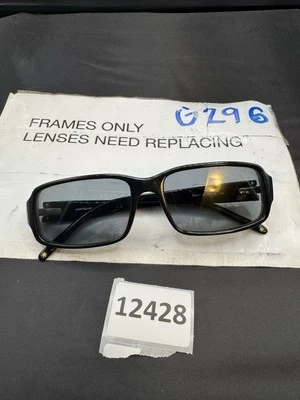 G296
FRAMES ONLY
LENSES NEED REPLACING
12428